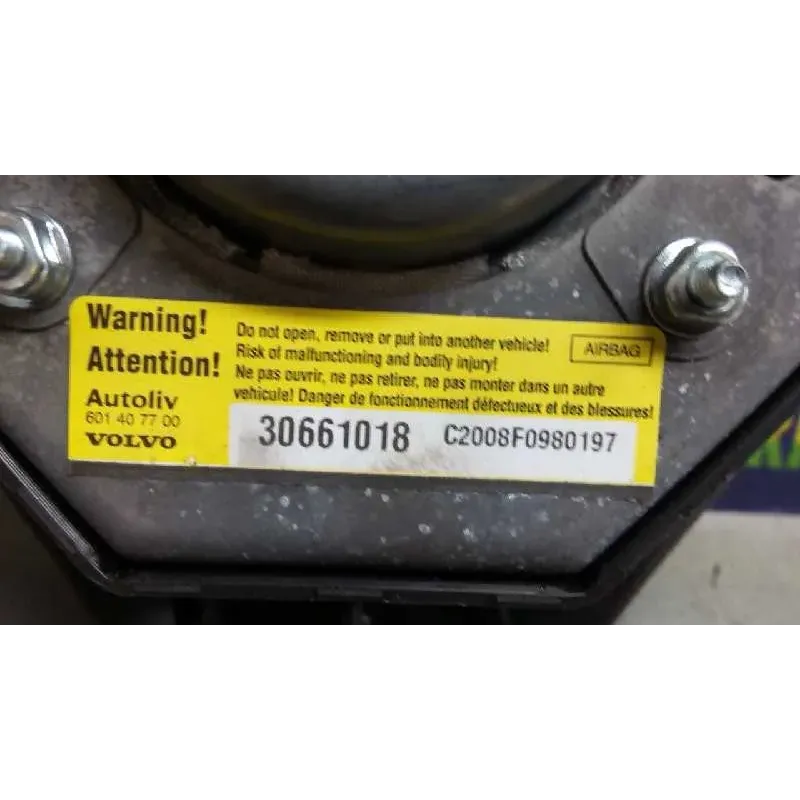 Warning!
Attention!
Autoliv
601 40 77 00
VOLVO
Do not open, remove or put into another vehicle!
Risk of malfunctioning and bodily injury!
Ne pas ouvrir, ne pas retirer, ne pas monter dans un autre
vehicule! Danger de fonctionnement défectueux et des blessures!
AIRBAG
30661018 C2008F0980197